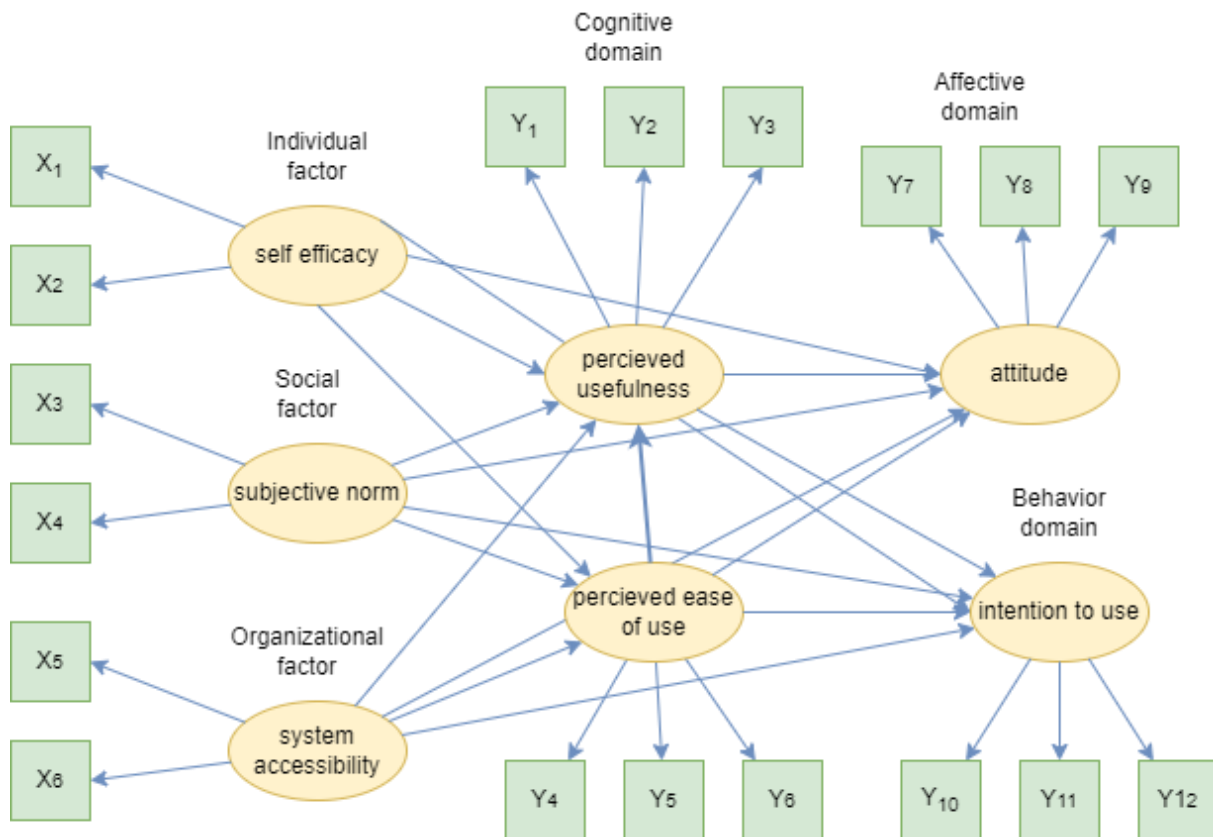 Cognitive
domain
Affective
domain
Y1
Y2
Y3
Individual
factor
X1
Y7
Y8
Y9
self efficacy
X2
percieved
usefulness
attitude
Social
factor
X3
subjective norm
X4
Behavior
domain
percieved ease
of use
intention to use
Organizational
factor
X5
system
accessibility
X6
Y4
Y5
Y6
Y10
Y11
Y12